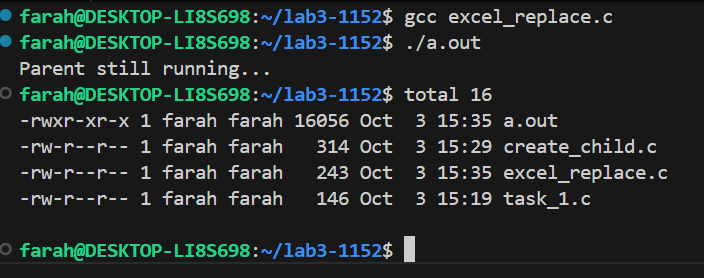 farah@DESKTOP-LI8S698:~/lab3-1152$ gcc excel_replace.c
farah@DESKTOP-LI8S698:~/lab3-1152$ ./a.out
Parent still running...
farah@DESKTOP-LI8S698:~/lab3-1152$ total 16
-rwxr-xr-x 1 farah farah 16056 Oct  3 15:35 a.out
-rw-r--r-- 1 farah farah   314 Oct  3 15:29 create_child.c
-rw-r--r-- 1 farah farah   243 Oct  3 15:35 excel_replace.c
-rw-r--r-- 1 farah farah   146 Oct  3 15:19 task_1.c
farah@DESKTOP-LI8S698:~/lab3-1152$